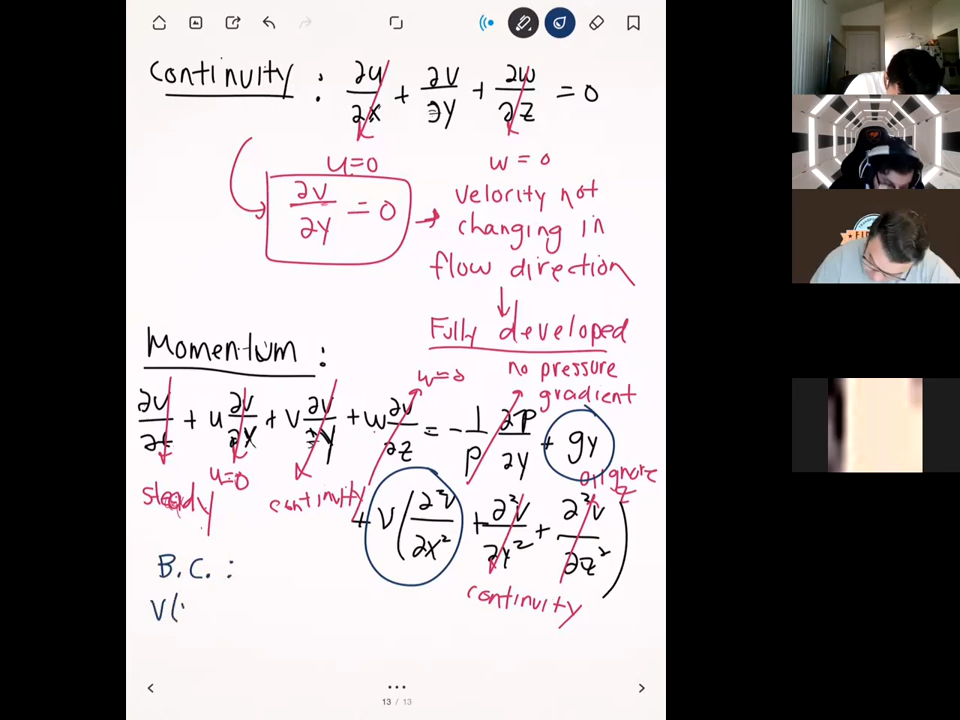 Continuity : ∂u/∂x + ∂v/∂y + ∂w/∂z = 0
u=0
w = 0
∂v/∂y = 0 → velocity not
changing in
flow direction
↓
Fully developed
Momentum :
w=0
no pressure
gradient
∂v/∂t + u ∂v/∂x + v ∂v/∂y + w ∂v/∂z = - 1/ρ ∂P/∂y + gy
steady
u=0
continuity
ignore
z
+ ν ( ∂²v/∂x² + ∂²v/∂y² + ∂²v/∂z² )
continuity
B.C. :
V(
13 / 13